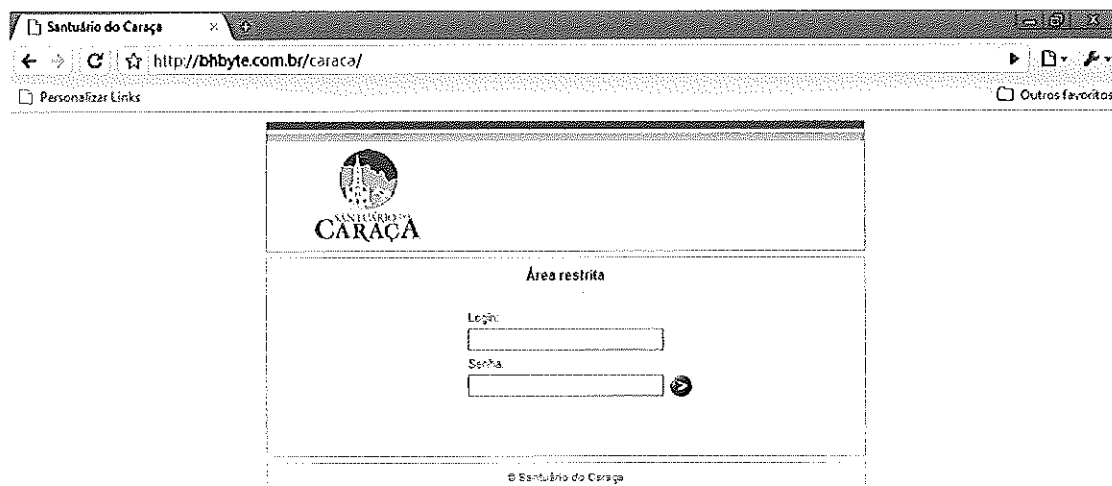 Santuário do Caraça
http://bhbyte.com.br/caraca/
Personalizar Links
Outros favoritos
SANTUÁRIO DO
CARAÇA
Área restrita
Login:
Senha:
© Santuário do Caraça